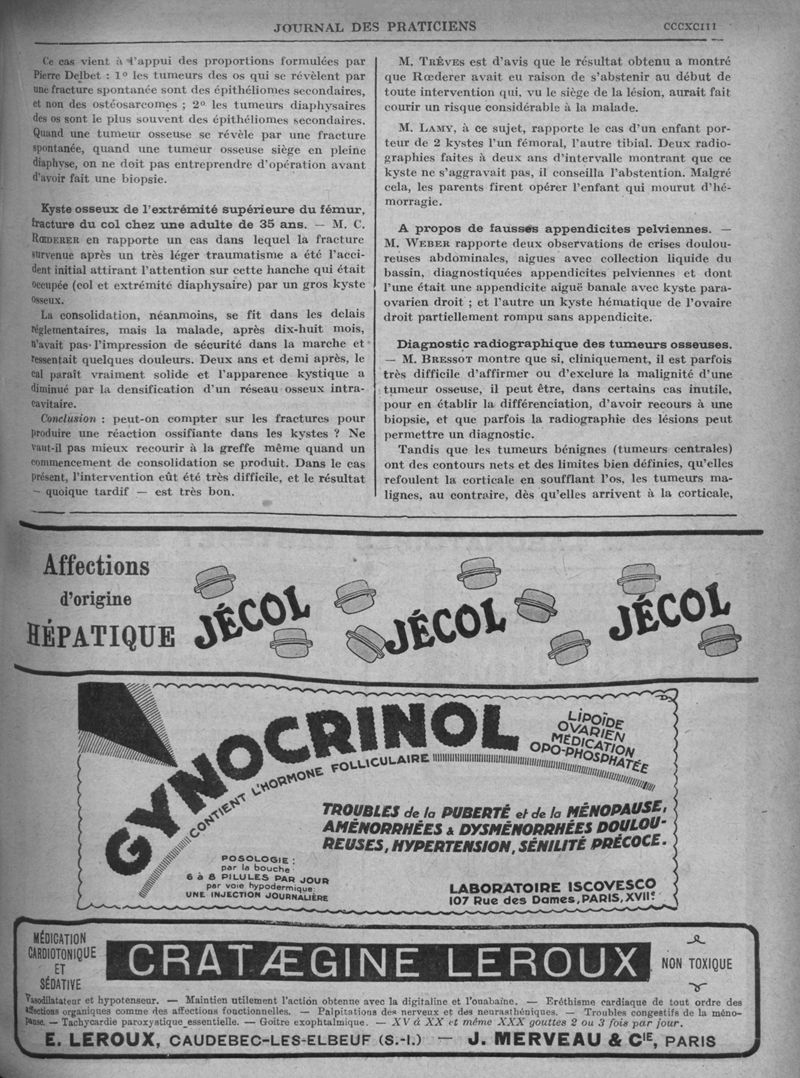 JOURNAL DES PRATICIENS
CCCXCIII
Ce cas vient à l'appui des proportions formulées par
Pierre Delbet : 1º les tumeurs des os qui se révèlent par
une fracture spontanée sont des épithéliomes secondaires,
et non des ostéosarcomes ; 2º les tumeurs diaphysaires
des os sont le plus souvent des épithéliomes secondaires.
Quand une tumeur osseuse se révèle par une fracture
spontanée, quand une tumeur osseuse siège en pleine
diaphyse, on ne doit pas entreprendre d'opération avant
d'avoir fait une biopsie.
Kyste osseux de l'extrémité supérieure du fémur,
fracture du col chez une adulte de 35 ans. — M. C.
RŒDERER en rapporte un cas dans lequel la fracture
survenue après un très léger traumatisme a été l'acci-
dent initial attirant l'attention sur cette hanche qui était
occupée (col et extrémité diaphysaire) par un gros kyste
osseux.
La consolidation, néanmoins, se fit dans les delais
réglementaires, mais la malade, après dix-huit mois,
n'avait pas l'impression de sécurité dans la marche et
ressentait quelques douleurs. Deux ans et demi après, le
cal paraît vraiment solide et l'apparence kystique a
diminué par la densification d'un réseau osseux intra-
cavitaire.
Conclusion : peut-on compter sur les fractures pour
produire une réaction ossifiante dans les kystes ? Ne
vaut-il pas mieux recourir à la greffe même quand un
commencement de consolidation se produit. Dans le cas
présent, l'intervention eût été très difficile, et le résultat
— quoique tardif — est très bon.
M. TRÊVES est d'avis que le résultat obtenu a montré
que Rœderer avait eu raison de s'abstenir au début de
toute intervention qui, vu le siège de la lésion, aurait fait
courir un risque considérable à la malade.
M. LAMY, à ce sujet, rapporte le cas d'un enfant por-
teur de 2 kystes l'un fémoral, l'autre tibial. Deux radio-
graphies faites à deux ans d'intervalle montrant que ce
kyste ne s'aggravait pas, il conseilla l'abstention. Malgré
cela, les parents firent opérer l'enfant qui mourut d'hé-
morragie.
A propos de fausses appendicites pelviennes. —
M. WEBER rapporte deux observations de crises doulou-
reuses abdominales, aigues avec collection liquide du
bassin, diagnostiquées appendicites pelviennes et dont
l'une était une appendicite aiguë banale avec kyste para-
ovarien droit ; et l'autre un kyste hématique de l'ovaire
droit partiellement rompu sans appendicite.
Diagnostic radiographique des tumeurs osseuses.
— M. BRESSOT montre que si, cliniquement, il est parfois
très difficile d'affirmer ou d'exclure la malignité d'une
tumeur osseuse, il peut être, dans certains cas inutile,
pour en établir la différenciation, d'avoir recours à une
biopsie, et que parfois la radiographie des lésions peut
permettre un diagnostic.
Tandis que les tumeurs bénignes (tumeurs centrales)
ont des contours nets et des limites bien définies, qu'elles
refoulent la corticale en soufflant l'os, les tumeurs ma-
lignes, au contraire, dès qu'elles arrivent à la corticale,
Affections
d'origine
HÉPATIQUE
JÉCOL
JÉCOL
JÉCOL
GYNOCRINOL
CONTIENT L'HORMONE FOLLICULAIRE
LIPOÏDE
OVARIEN
MÉDICATION
OPO-PHOSPHATÉE
TROUBLES de la PUBERTÉ et de la MÉNOPAUSE,
AMÉNORRHÉES & DYSMÉNORRHÉES DOULOU-
REUSES, HYPERTENSION, SÉNILITÉ PRÉCOCE.
POSOLOGIE :
par la bouche :
6 à 8 PILULES PAR JOUR
par voie hypodermique:
UNE INJECTION JOURNALIÈRE
LABORATOIRE ISCOVESCO
107 Rue des Dames, PARIS, XVIIe
MÉDICATION
CARDIOTONIQUE
ET
SÉDATIVE
CRATÆGINE LEROUX
NON TOXIQUE
Vasodilatateur et hypotenseur. — Maintien utilement l'action obtenue avec la digitaline et l'ouabaïne. — Eréthisme cardiaque de tout ordre des
affections organiques comme des affections fonctionnelles. — Palpitations des nerveux et des neurasthéniques. — Troubles congestifs de la méno-
pause. — Tachycardie paroxystique essentielle. — Goitre exophtalmique. — XV à XX et même XXX gouttes 2 ou 3 fois par jour.
E. LEROUX, CAUDEBEC-LES-ELBEUF (S.-I.) — J. MERVEAU & CIE, PARIS